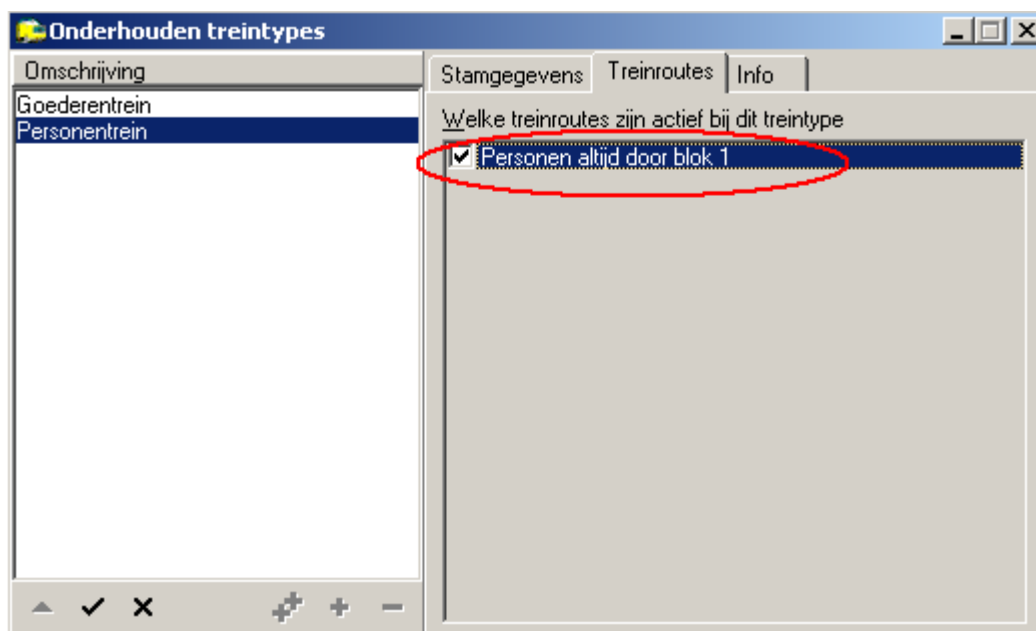 Onderhouden treintypes
Omschrijving
Goederentrein
Personentrein
Stamgegevens Treinroutes Info
Welke treinroutes zijn actief bij dit treintype
Personen altijd door blok 1